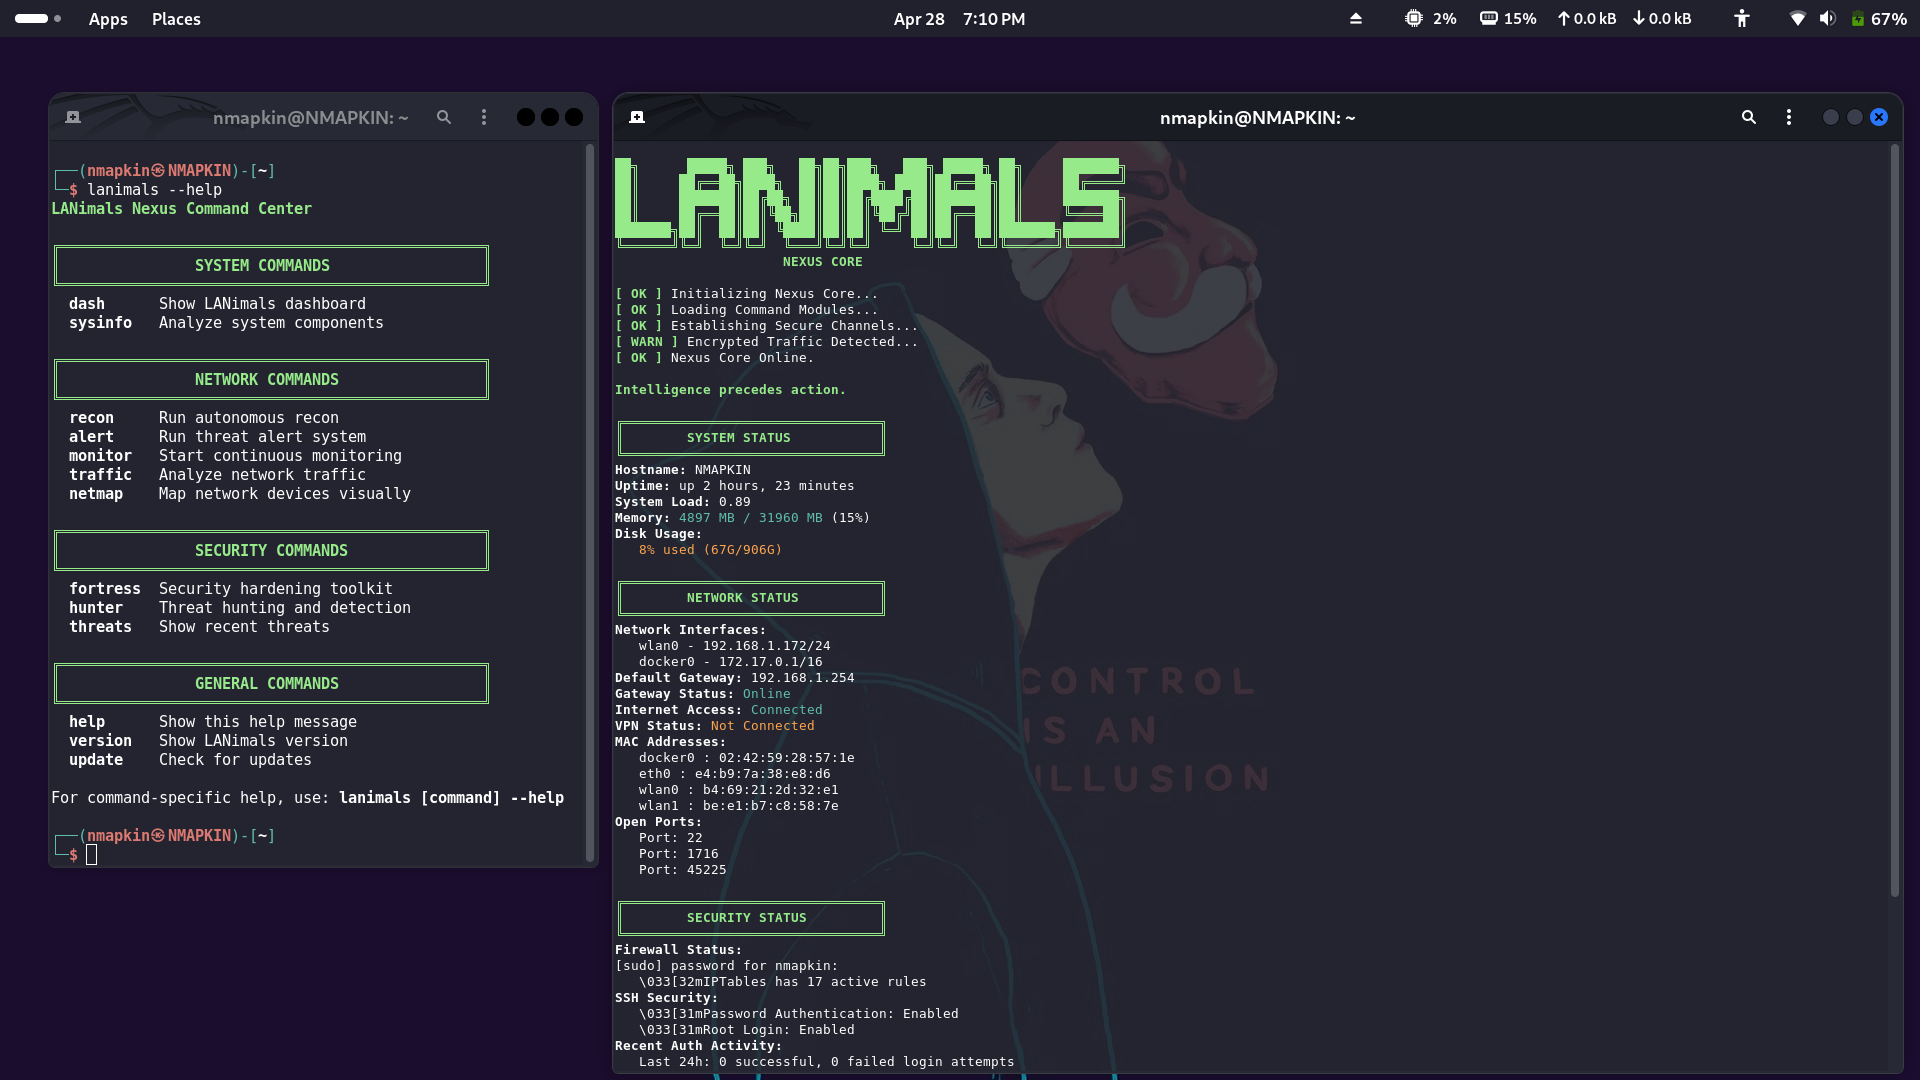 Apps Places Apr 28 7:10 PM 2% 15% 0.0 kB 0.0 kB 67%
nmapkin@NMAPKIN: ~
┌──(nmapkin㉿NMAPKIN)-[~]
└─$ lanimals --help
LANimals Nexus Command Center
SYSTEM COMMANDS
dash Show LANimals dashboard
sysinfo Analyze system components
NETWORK COMMANDS
recon Run autonomous recon
alert Run threat alert system
monitor Start continuous monitoring
traffic Analyze network traffic
netmap Map network devices visually
SECURITY COMMANDS
fortress Security hardening toolkit
hunter Threat hunting and detection
threats Show recent threats
GENERAL COMMANDS
help Show this help message
version Show LANimals version
update Check for updates
For command-specific help, use: lanimals [command] --help
┌──(nmapkin㉿NMAPKIN)-[~]
└─$
nmapkin@NMAPKIN: ~
LANIMALS
NEXUS CORE
[ OK ] Initializing Nexus Core...
[ OK ] Loading Command Modules...
[ OK ] Establishing Secure Channels...
[ WARN ] Encrypted Traffic Detected...
[ OK ] Nexus Core Online.
Intelligence precedes action.
SYSTEM STATUS
Hostname: NMAPKIN
Uptime: up 2 hours, 23 minutes
System Load: 0.89
Memory: 4897 MB / 31960 MB (15%)
Disk Usage:
8% used (67G/906G)
NETWORK STATUS
Network Interfaces:
wlan0 - 192.168.1.172/24
docker0 - 172.17.0.1/16
Default Gateway: 192.168.1.254
Gateway Status: Online
Internet Access: Connected
VPN Status: Not Connected
MAC Addresses:
docker0 : 02:42:59:28:57:1e
eth0 : e4:b9:7a:38:e8:d6
wlan0 : b4:69:21:2d:32:e1
wlan1 : be:e1:b7:c8:58:7e
Open Ports:
Port: 22
Port: 1716
Port: 45225
SECURITY STATUS
Firewall Status:
[sudo] password for nmapkin:
\033[32mIPTables has 17 active rules
SSH Security:
\033[31mPassword Authentication: Enabled
\033[31mRoot Login: Enabled
Recent Auth Activity:
Last 24h: 0 successful, 0 failed login attempts
CONTROL
IS AN
ILLUSION